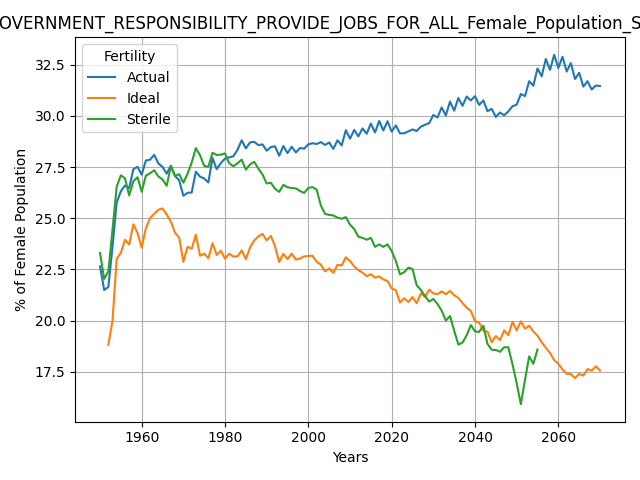 OVERNMENT_RESPONSIBILITY_PROVIDE_JOBS_FOR_ALL_Female_Population_S
Fertility
Actual
Ideal
Sterile
% of Female Population
32.5
30.0
27.5
25.0
22.5
20.0
17.5
1960 1980 2000 2020 2040 2060
Years